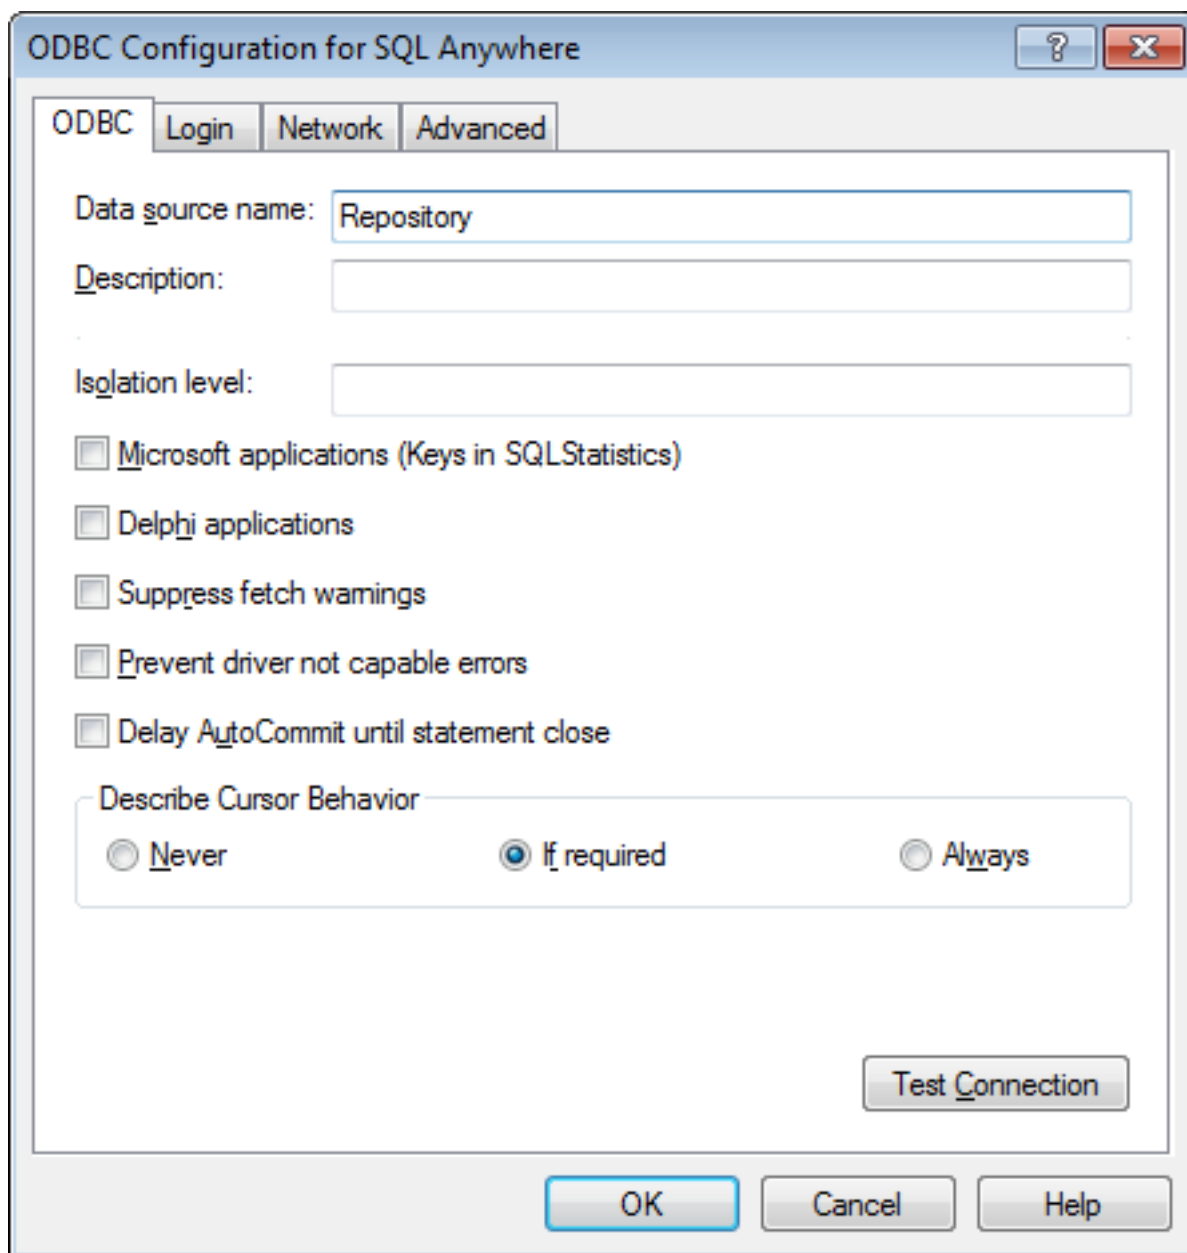 ODBC Configuration for SQL Anywhere
?
ODBC Login Network Advanced
Data source name: Repository
Description:
Isolation level:
Microsoft applications (Keys in SQLStatistics)
Delphi applications
Suppress fetch warnings
Prevent driver not capable errors
Delay AutoCommit until statement close
Describe Cursor Behavior
Never If required Always
Test Connection
OK Cancel Help